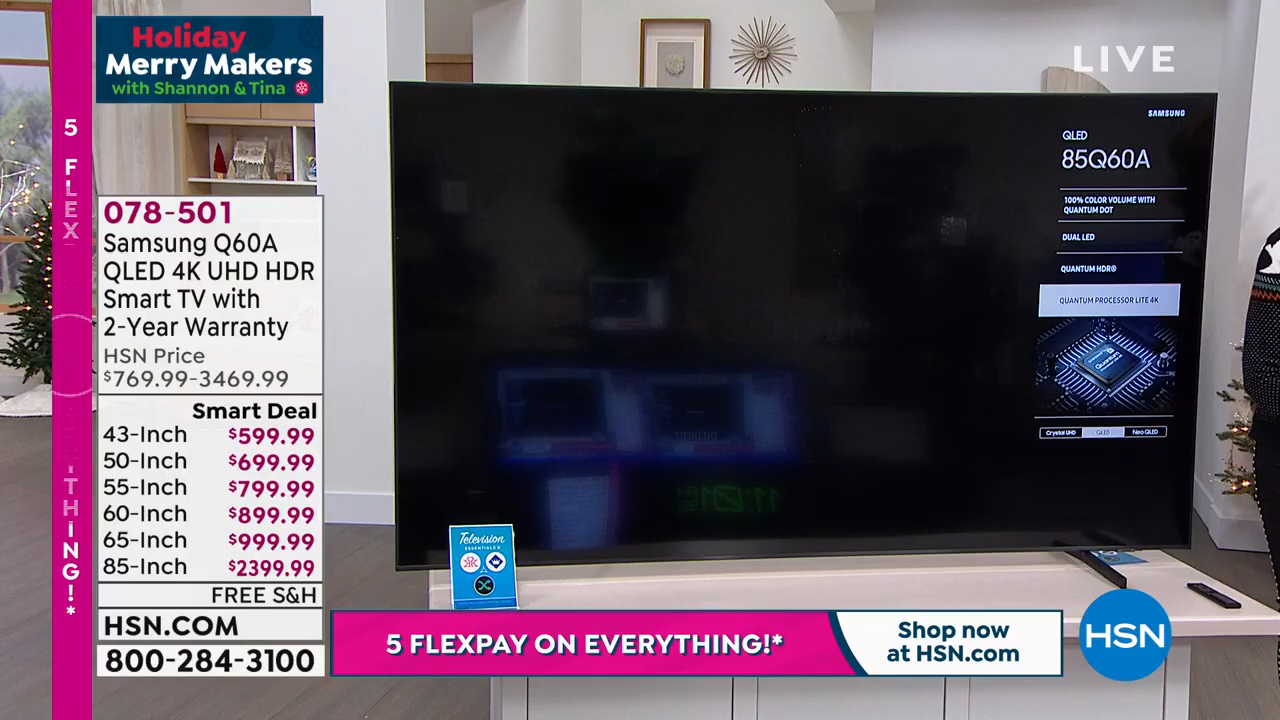 Holiday
Merry Makers
with Shannon & Tina
LIVE
5 FLEX
THING!*
078-501
Samsung Q60A
QLED 4K UHD HDR
Smart TV with
2-Year Warranty
HSN Price
$769.99-3469.99
Smart Deal
43-Inch $599.99
50-Inch $699.99
55-Inch $799.99
60-Inch $899.99
65-Inch $999.99
85-Inch $2399.99
FREE S&H
HSN.COM
800-284-3100
SAMSUNG
QLED
85Q60A
100% COLOR VOLUME WITH
QUANTUM DOT
DUAL LED
QUANTUM HDR®
QUANTUM PROCESSOR LITE 4K
Quantum
Crystal UHD QLED Neo QLED
Television
ESSENTIALS
5 FLEXPAY ON EVERYTHING!*
Shop now
at HSN.com
HSN